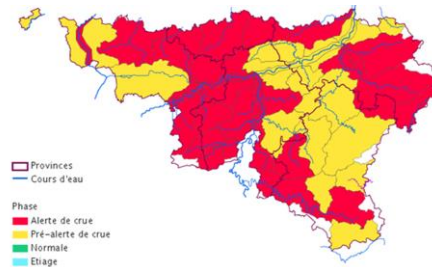 Provinces
Cours d'eau
Phase
Alerte de crue
Pré-alerte de crue
Normale
Etiage